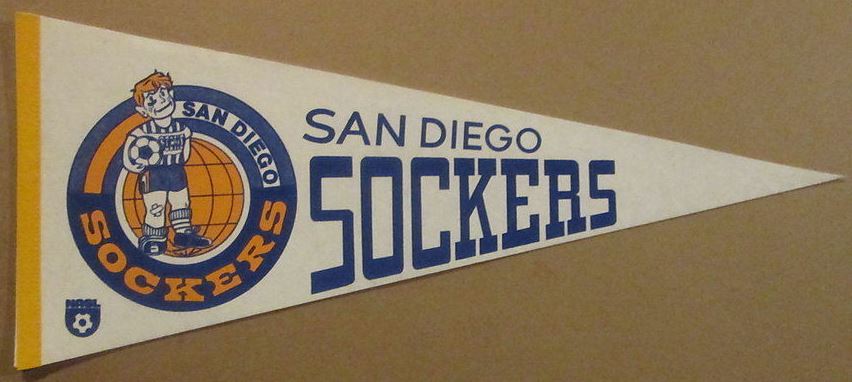 SAN DIEGO
SOCKERS
SAN DIEGO
SOCKERS
NASL